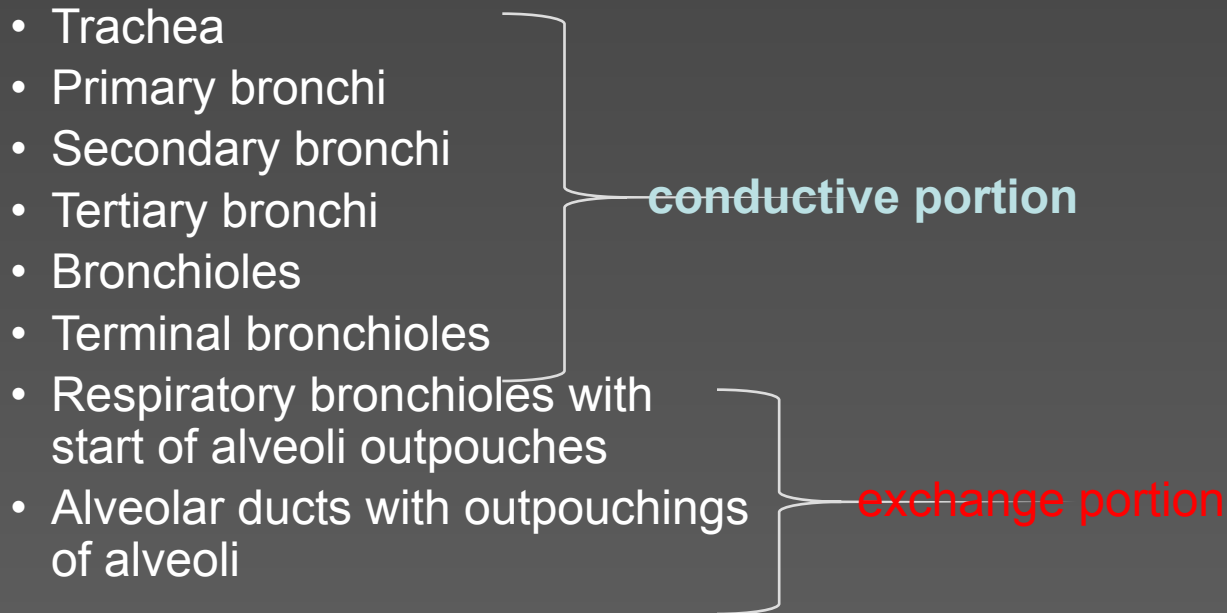 • Trachea
• Primary bronchi
• Secondary bronchi
• Tertiary bronchi
conductive portion
• Bronchioles
• Terminal bronchioles
• Respiratory bronchioles with
start of alveoli outpouches
• Alveolar ducts with outpouchings
exchange portion
of alveoli